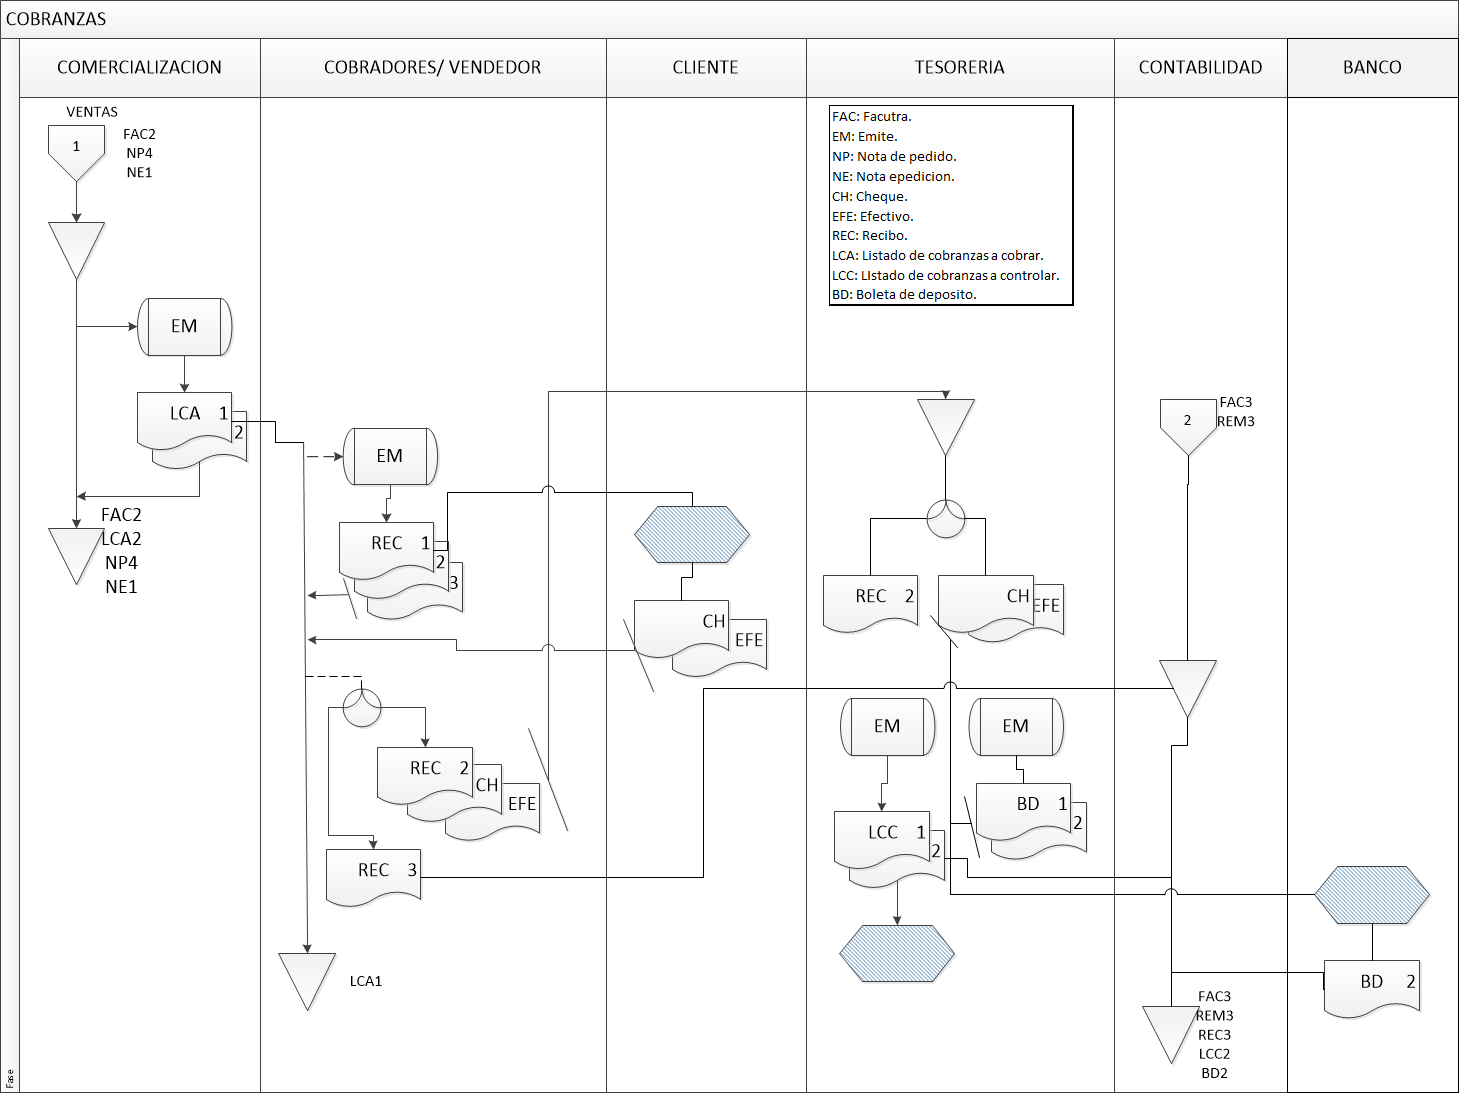 COBRANZAS
COMERCIALIZACION
COBRADORES/ VENDEDOR
CLIENTE
TESORERIA
CONTABILIDAD
BANCO
VENTAS
1
FAC2
NP4
NE1
FAC: Facutra.
EM: Emite.
NP: Nota de pedido.
NE: Nota epedicion.
CH: Cheque.
EFE: Efectivo.
REC: Recibo.
LCA: Listado de cobranzas a cobrar.
LCC: LIstado de cobranzas a controlar.
BD: Boleta de deposito.
EM
LCA 1
2
FAC2
LCA2
NP4
NE1
EM
REC 1
2
3
CH
EFE
REC 2
CH
EFE
REC 3
LCA1
REC 2
CH
EFE
EM
EM
LCC 1
2
BD 1
2
2
FAC3
REM3
BD 2
FAC3
REM3
REC3
LCC2
BD2
Fase